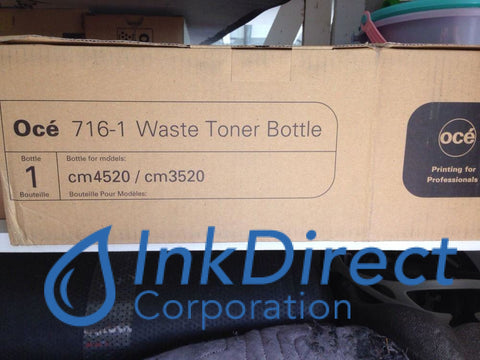 Océ 716-1 Waste Toner Bottle
Bottle
1
Bouteille
Bottle for models:
cm4520 / cm3520
Bouteille Pour Modèles:
océ
Printing for
Professionals
InkDirect
Corporation